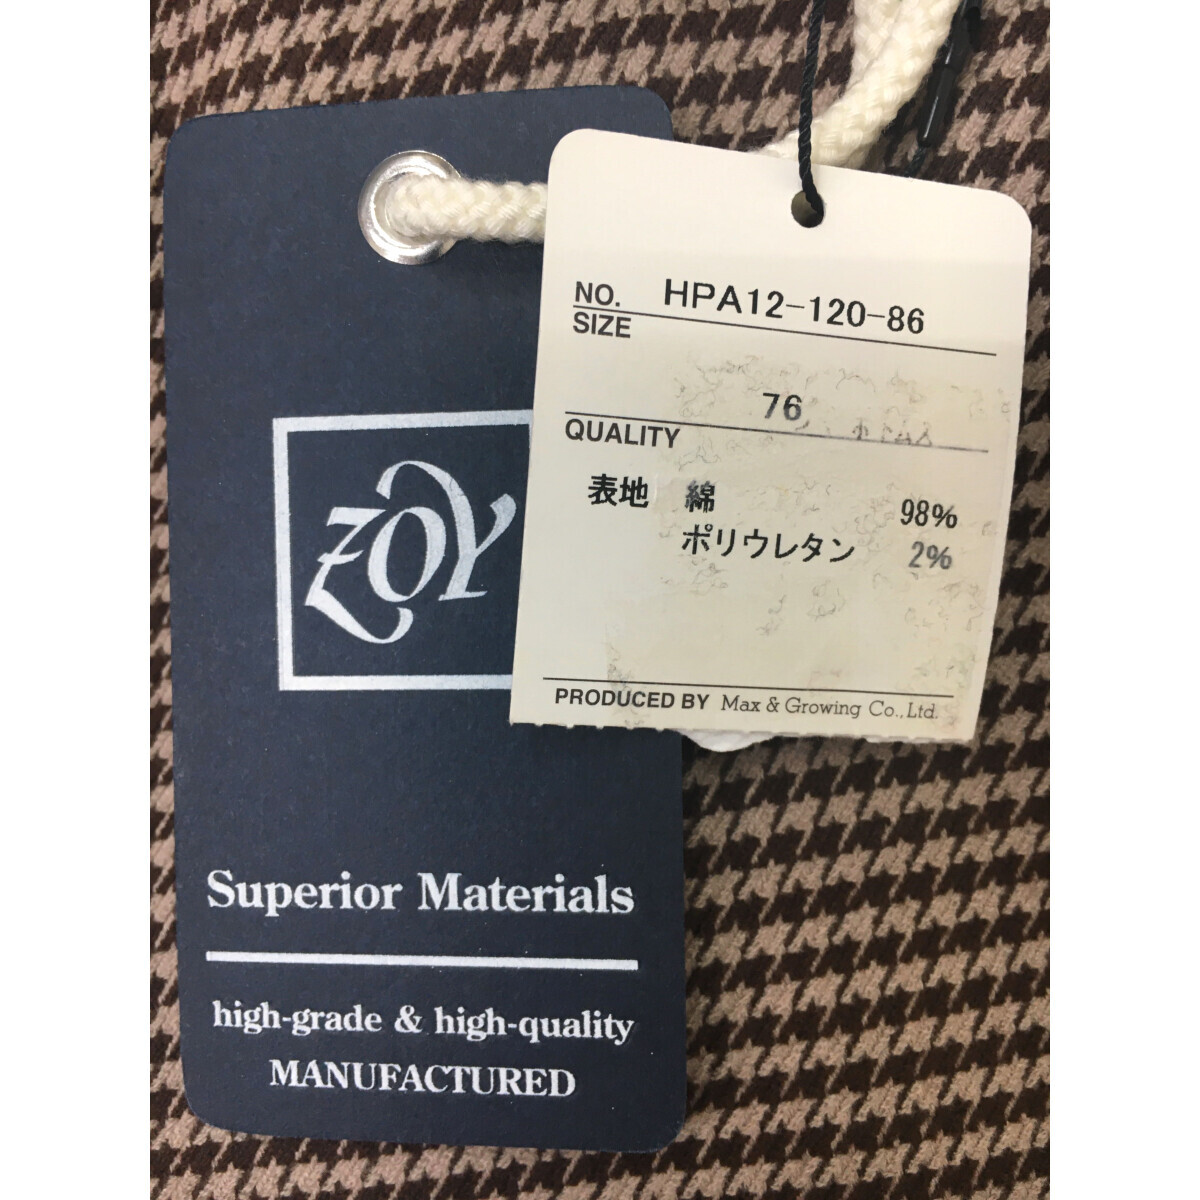 ZOY
Superior Materials
high-grade & high-quality
MANUFACTURED
NO. HPA12-120-86
SIZE
76
QUALITY
表地 綿 98%
ポリウレタン 2%
PRODUCED BY Max & Growing Co., Ltd.